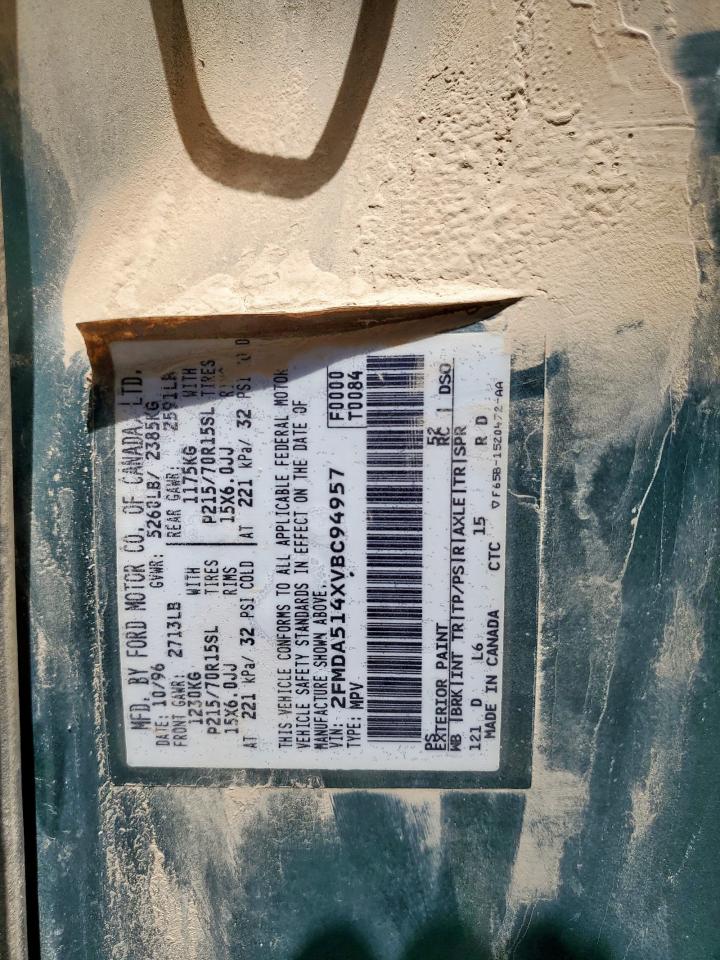 MFD. BY FORD MOTOR CO. OF CANADA, LTD.
DATE: 10/96 GVWR: 5260LB/ 2385KG
FRONT GAWR: 2713LB REAR GAWR: 2591LB
1230KG WITH 1175KG WITH
P215/70R15SL TIRES P215/70R15SL TIRES
15X6.0JJ RIMS 15X6.0JJ
AT 221 kPa/ 32 PSI COLD AT 221 kPa/ 32 PSI
THIS VEHICLE CONFORMS TO ALL APPLICABLE FEDERAL MOTOR
VEHICLE SAFETY STANDARDS IN EFFECT ON THE DATE OF
MANUFACTURE SHOWN ABOVE.
VIN: 2FMDA514XVBC94957 F0000
TYPE: MPV T0084
EXTERIOR PAINT RC DSO
WB BRK INT TR TP/PS R AXLE TR SPR
121 D L6 15 R D
MADE IN CANADA CTC ▽F65B-1520472-AA